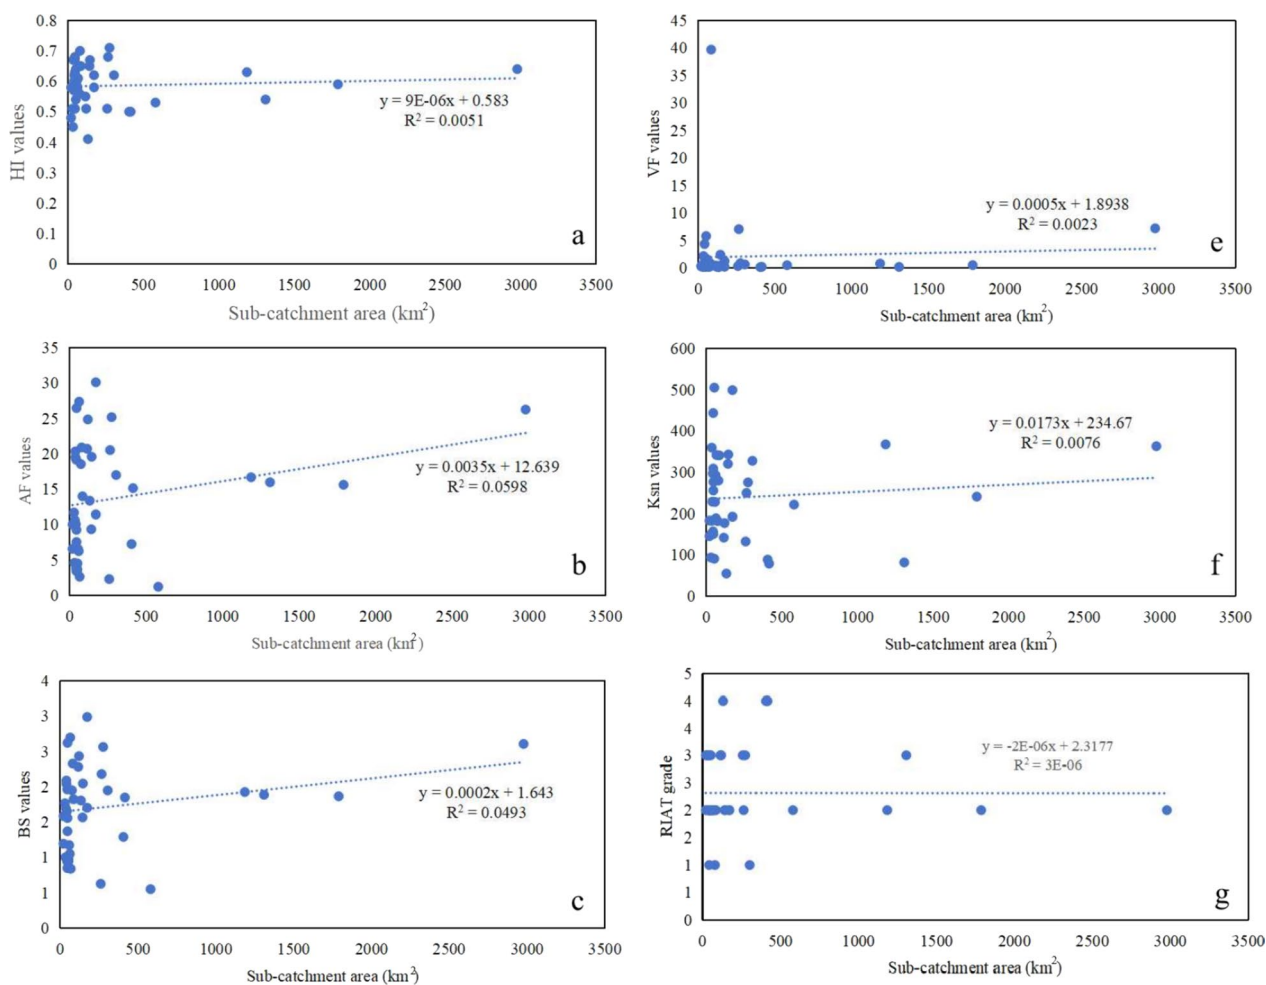 0.8
0.7
0.6
0.5
0.4
0.3
0.2
0.1
0
HI values
y = 9E-06x + 0.583
R² = 0.0051
a
0 500 1000 1500 2000 2500 3000 3500
Sub-catchment area (km²)
45
40
35
30
25
20
15
10
5
0
VF values
y = 0.0005x + 1.8938
R² = 0.0023
e
0 500 1000 1500 2000 2500 3000 3500
Sub-catchment area (km²)
35
30
25
20
15
10
5
0
AF values
y = 0.0035x + 12.639
R² = 0.0598
b
0 500 1000 1500 2000 2500 3000 3500
Sub-catchment area (km²)
600
500
400
300
200
100
0
Ksn values
y = 0.0173x + 234.67
R² = 0.0076
f
0 500 1000 1500 2000 2500 3000 3500
Sub-catchment area (km²)
4
3
3
2
2
1
1
0
BS values
y = 0.0002x + 1.643
R² = 0.0493
c
0 500 1000 1500 2000 2500 3000 3500
Sub-catchment area (km²)
5
4
4
3
3
2
2
1
1
0
RIAT grade
y = -2E-06x + 2.3177
R² = 3E-06
g
0 500 1000 1500 2000 2500 3000 3500
Sub-catchment area (km²)